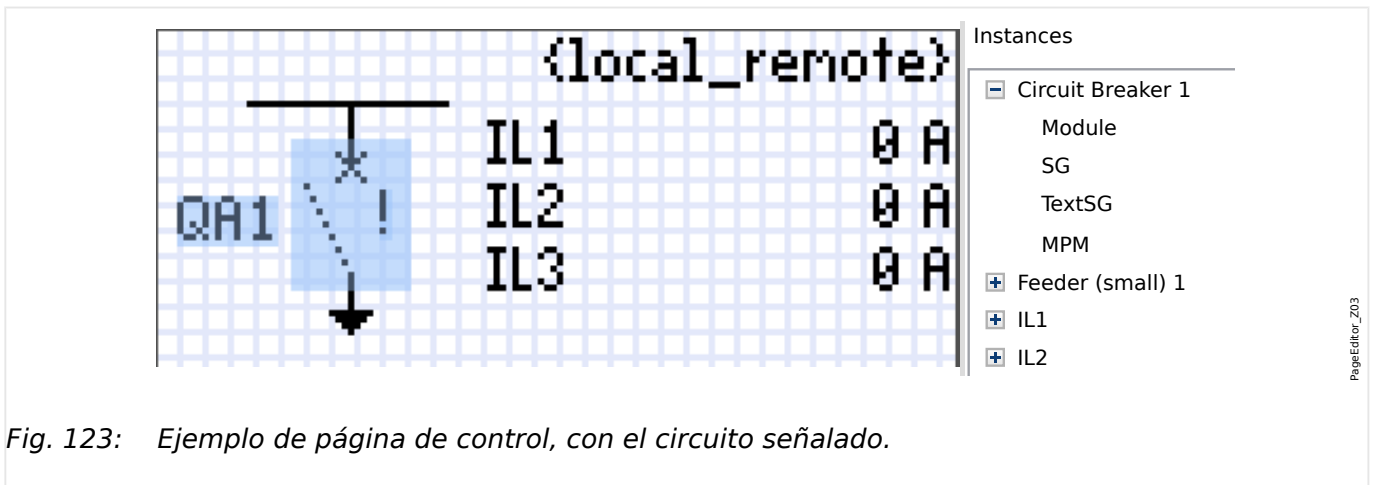 {local_remote}
QA1
!
IL1 0 A
IL2 0 A
IL3 0 A
Instances
Circuit Breaker 1
Module
SG
TextSG
MPM
Feeder (small) 1
IL1
IL2
PageEditor_Z03
Fig. 123: Ejemplo de página de control, con el circuito señalado.